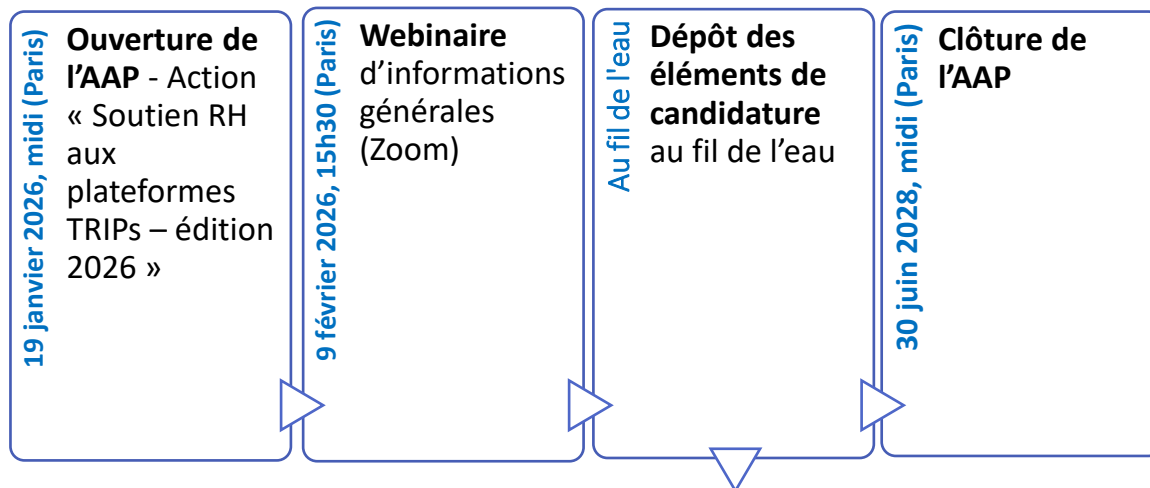 19 janvier 2026, midi (Paris)
Ouverture de
l’AAP - Action
« Soutien RH
aux
plateformes
TRIPs – édition
2026 »
9 février 2026, 15h30 (Paris)
Webinaire
d’informations
générales
(Zoom)
Au fil de l'eau
Dépôt des
éléments de
candidature
au fil de l’eau
30 juin 2028, midi (Paris)
Clôture de
l’AAP